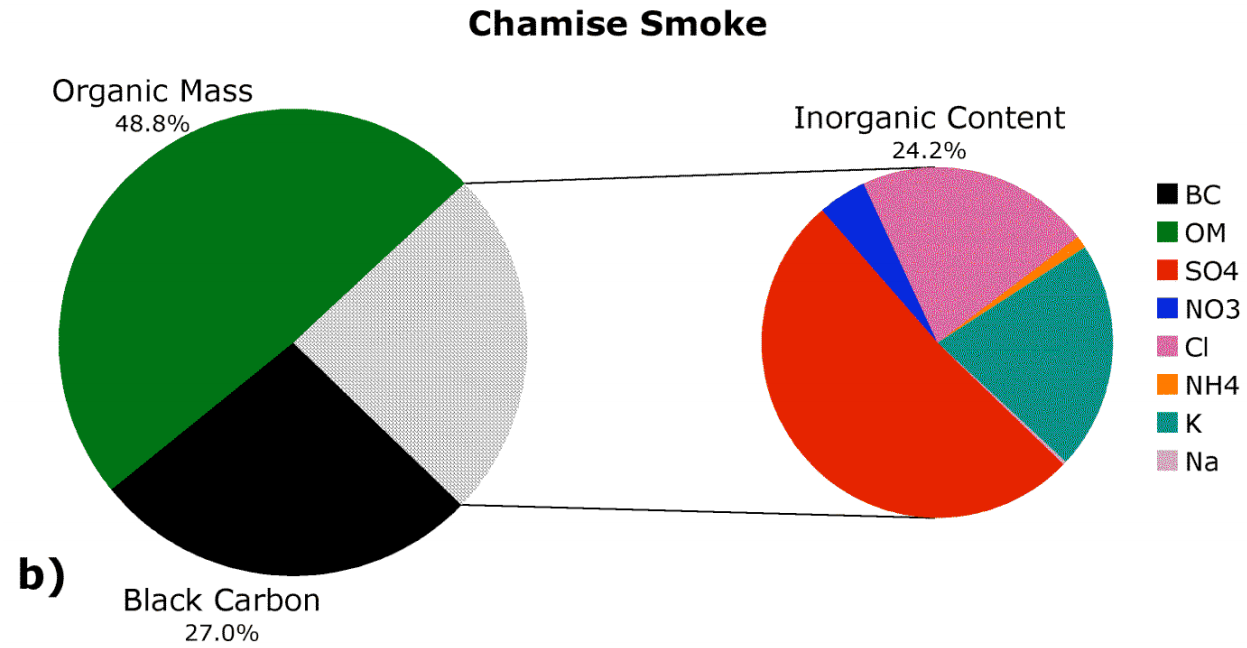 Chamise Smoke
Organic Mass
48.8%
Inorganic Content
24.2%
BC
OM
SO4
NO3
Cl
NH4
K
Na
b)
Black Carbon
27.0%